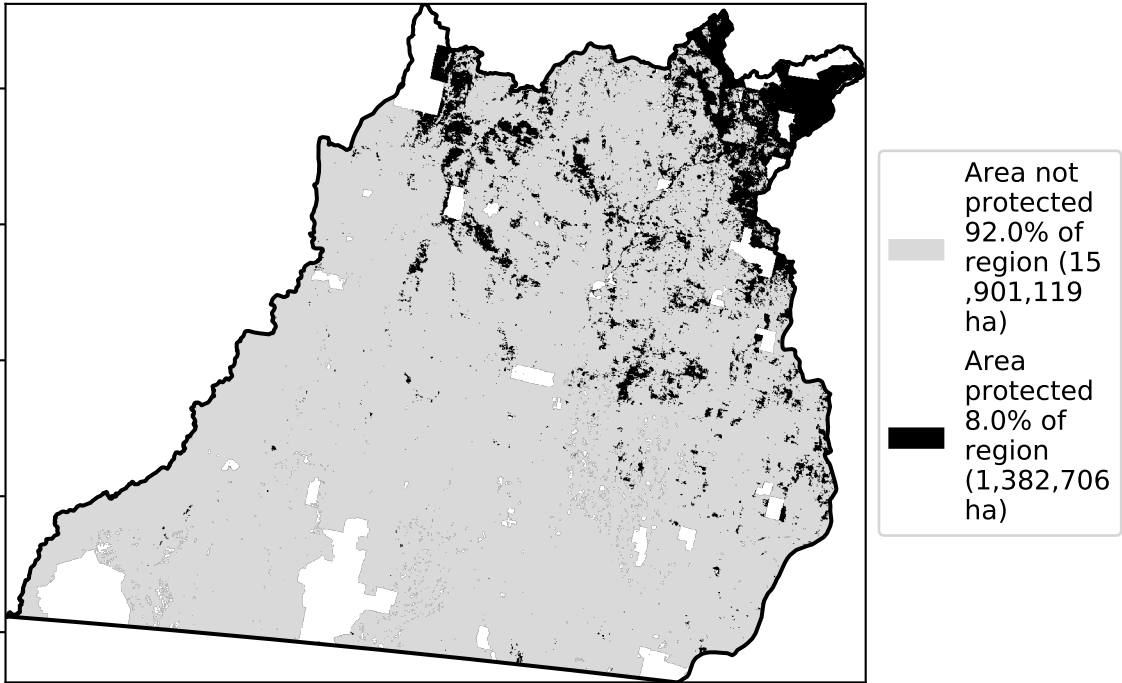 Area not
protected
92.0% of
region (15
,901,119
ha)
Area
protected
8.0% of
region
(1,382,706
ha)